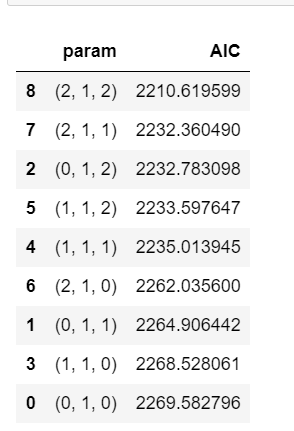 param AIC
8 (2, 1, 2) 2210.619599
7 (2, 1, 1) 2232.360490
2 (0, 1, 2) 2232.783098
5 (1, 1, 2) 2233.597647
4 (1, 1, 1) 2235.013945
6 (2, 1, 0) 2262.035600
1 (0, 1, 1) 2264.906442
3 (1, 1, 0) 2268.528061
0 (0, 1, 0) 2269.582796